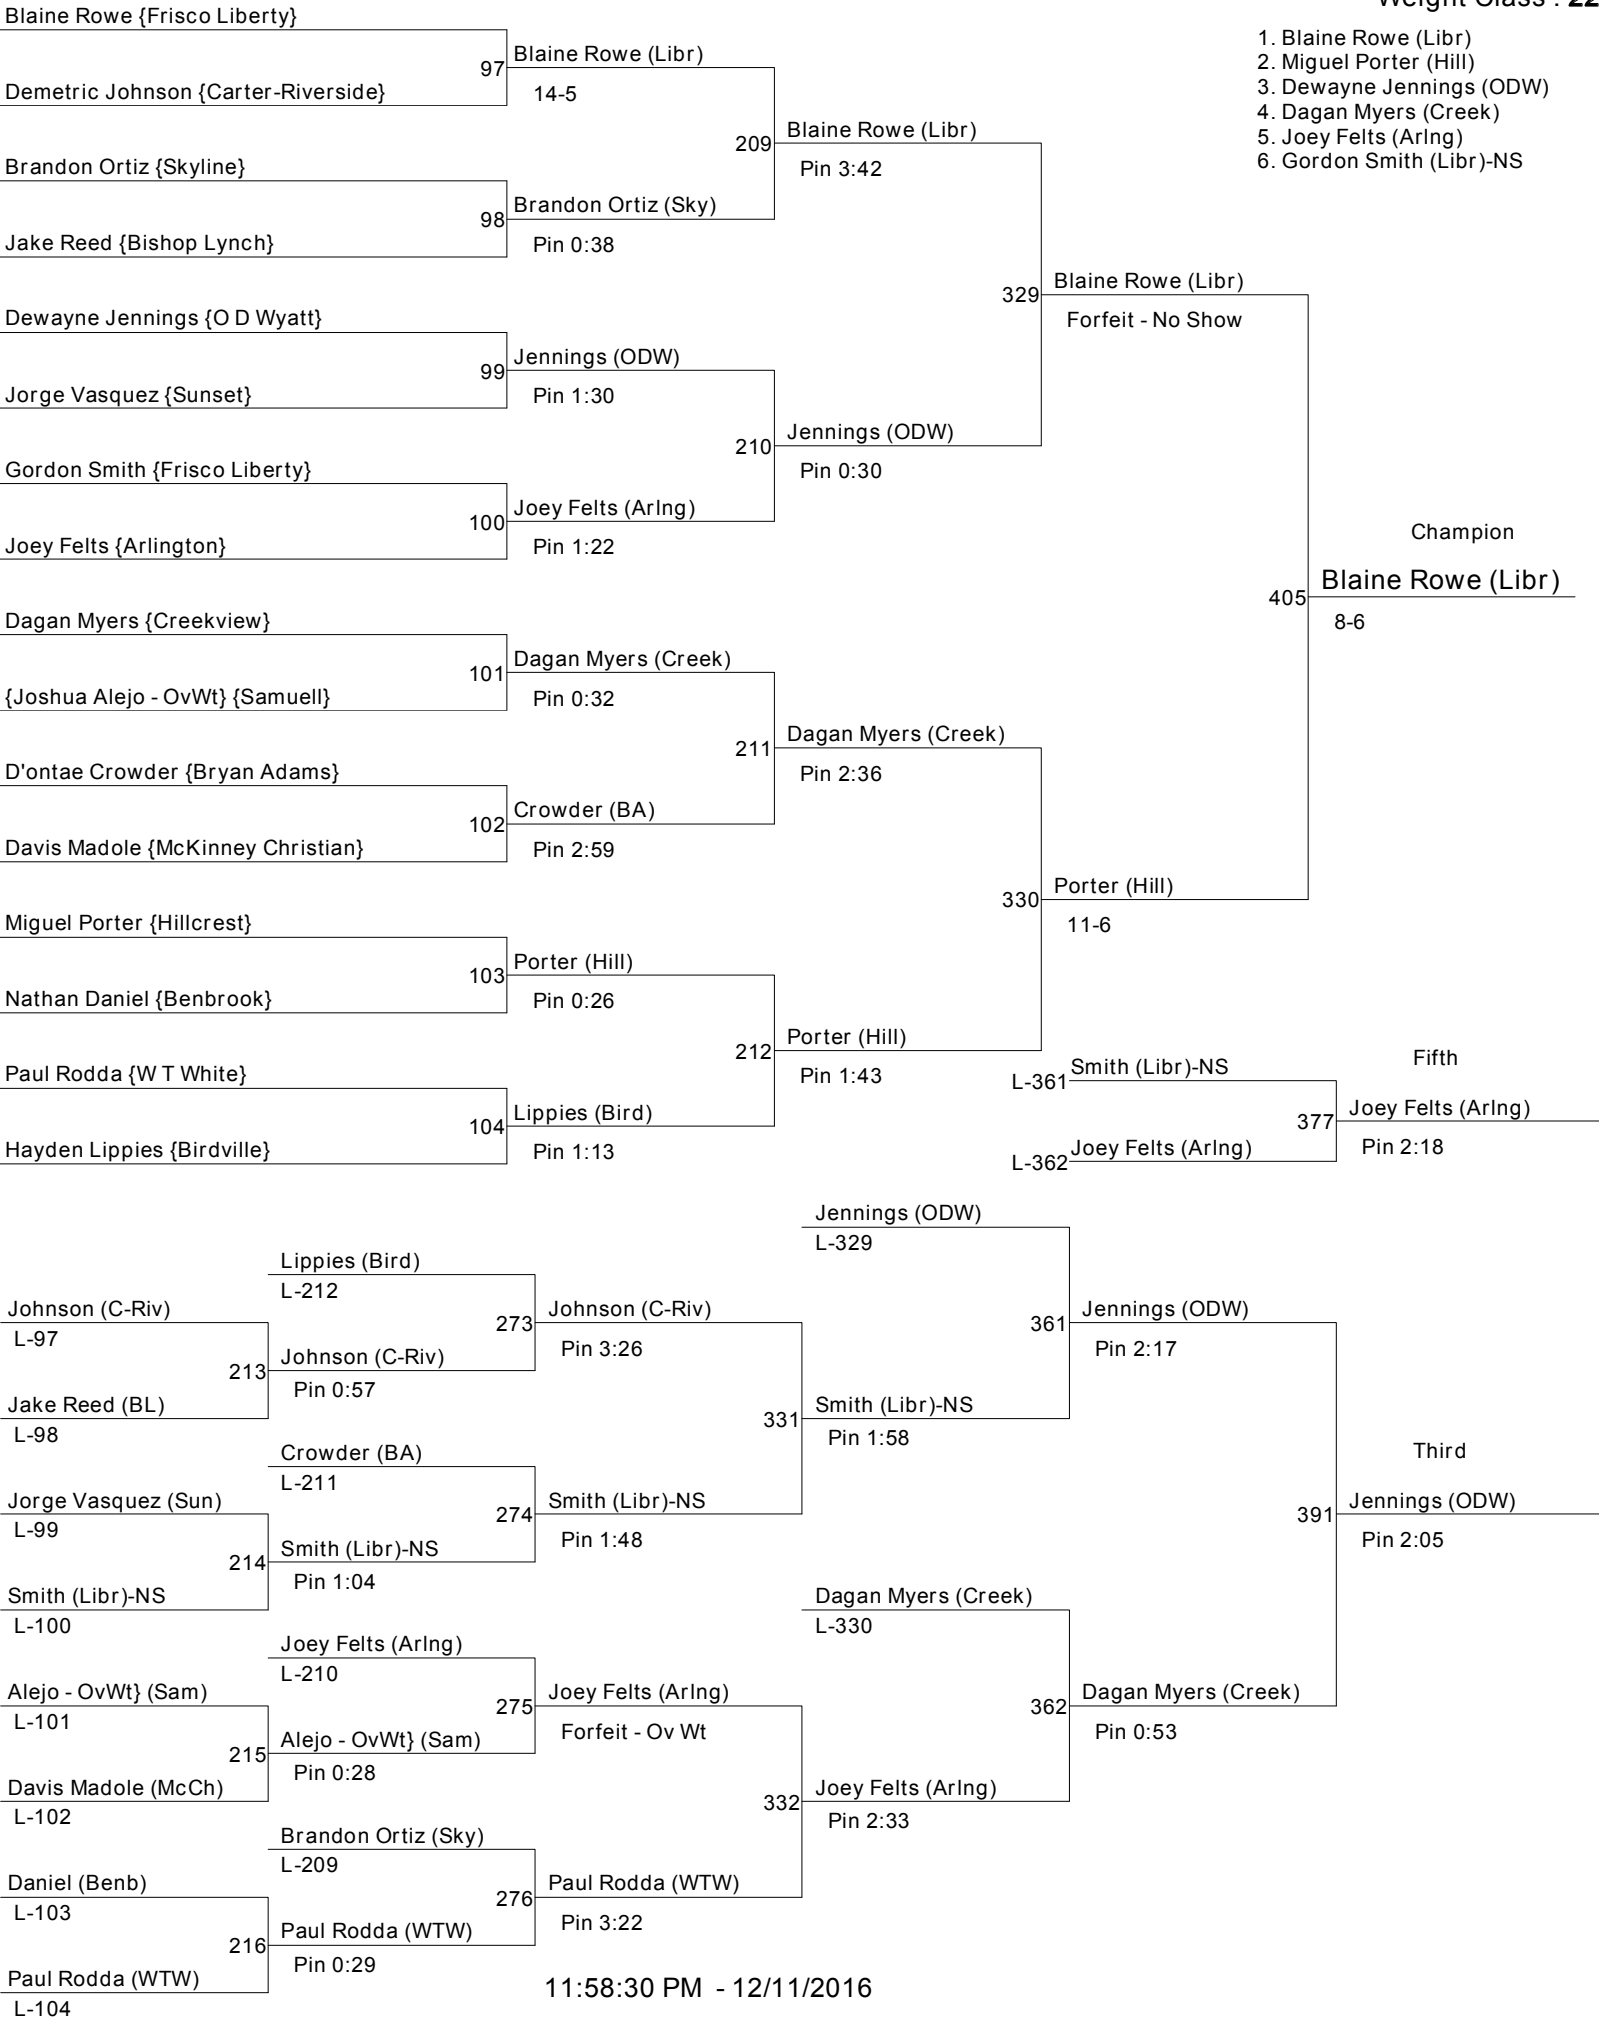 Weight Class : 22
1. Blaine Rowe (Libr)
2. Miguel Porter (Hill)
3. Dewayne Jennings (ODW)
4. Dagan Myers (Creek)
5. Joey Felts (Arlng)
6. Gordon Smith (Libr)-NS
Blaine Rowe {Frisco Liberty}
97
Demetric Johnson {Carter-Riverside}
Brandon Ortiz {Skyline}
98
Jake Reed {Bishop Lynch}
Dewayne Jennings {O D Wyatt}
99
Jorge Vasquez {Sunset}
Gordon Smith {Frisco Liberty}
100
Joey Felts {Arlington}
Dagan Myers {Creekview}
101
{Joshua Alejo - OvWt} {Samuell}
D'ontae Crowder {Bryan Adams}
102
Davis Madole {McKinney Christian}
Miguel Porter {Hillcrest}
103
Nathan Daniel {Benbrook}
Paul Rodda {W T White}
104
Hayden Lippies {Birdville}
Blaine Rowe (Libr)
14-5
209
Brandon Ortiz (Sky)
Pin 0:38
Jennings (ODW)
Pin 1:30
210
Joey Felts (Arlng)
Pin 1:22
Dagan Myers (Creek)
Pin 0:32
211
Crowder (BA)
Pin 2:59
Porter (Hill)
Pin 0:26
212
Lippies (Bird)
Pin 1:13
Blaine Rowe (Libr)
Pin 3:42
329
Jennings (ODW)
Pin 0:30
Dagan Myers (Creek)
Pin 2:36
330
Porter (Hill)
Pin 1:43
Blaine Rowe (Libr)
Forfeit - No Show
405
Porter (Hill)
11-6
Champion
Blaine Rowe (Libr)
8-6
Fifth
L-361 Smith (Libr)-NS
377
L-362 Joey Felts (Arlng)
Joey Felts (Arlng)
Pin 2:18
Johnson (C-Riv)
L-97
213
Jake Reed (BL)
L-98
Jorge Vasquez (Sun)
L-99
214
Smith (Libr)-NS
L-100
Alejo - OvWt} (Sam)
L-101
215
Davis Madole (McCh)
L-102
Daniel (Benb)
L-103
216
Paul Rodda (WTW)
L-104
Lippies (Bird)
L-212
273
Johnson (C-Riv)
Pin 0:57
Crowder (BA)
L-211
274
Smith (Libr)-NS
Pin 1:04
Joey Felts (Arlng)
L-210
275
Alejo - OvWt} (Sam)
Pin 0:28
Brandon Ortiz (Sky)
L-209
276
Paul Rodda (WTW)
Pin 0:29
Johnson (C-Riv)
Pin 3:26
331
Smith (Libr)-NS
Pin 1:48
Joey Felts (Arlng)
Forfeit - Ov Wt
332
Paul Rodda (WTW)
Pin 3:22
Jennings (ODW)
L-329
361
Smith (Libr)-NS
Pin 1:58
Dagan Myers (Creek)
L-330
362
Joey Felts (Arlng)
Pin 2:33
Jennings (ODW)
Pin 2:17
391
Dagan Myers (Creek)
Pin 0:53
Third
Jennings (ODW)
Pin 2:05
11:58:30 PM - 12/11/2016